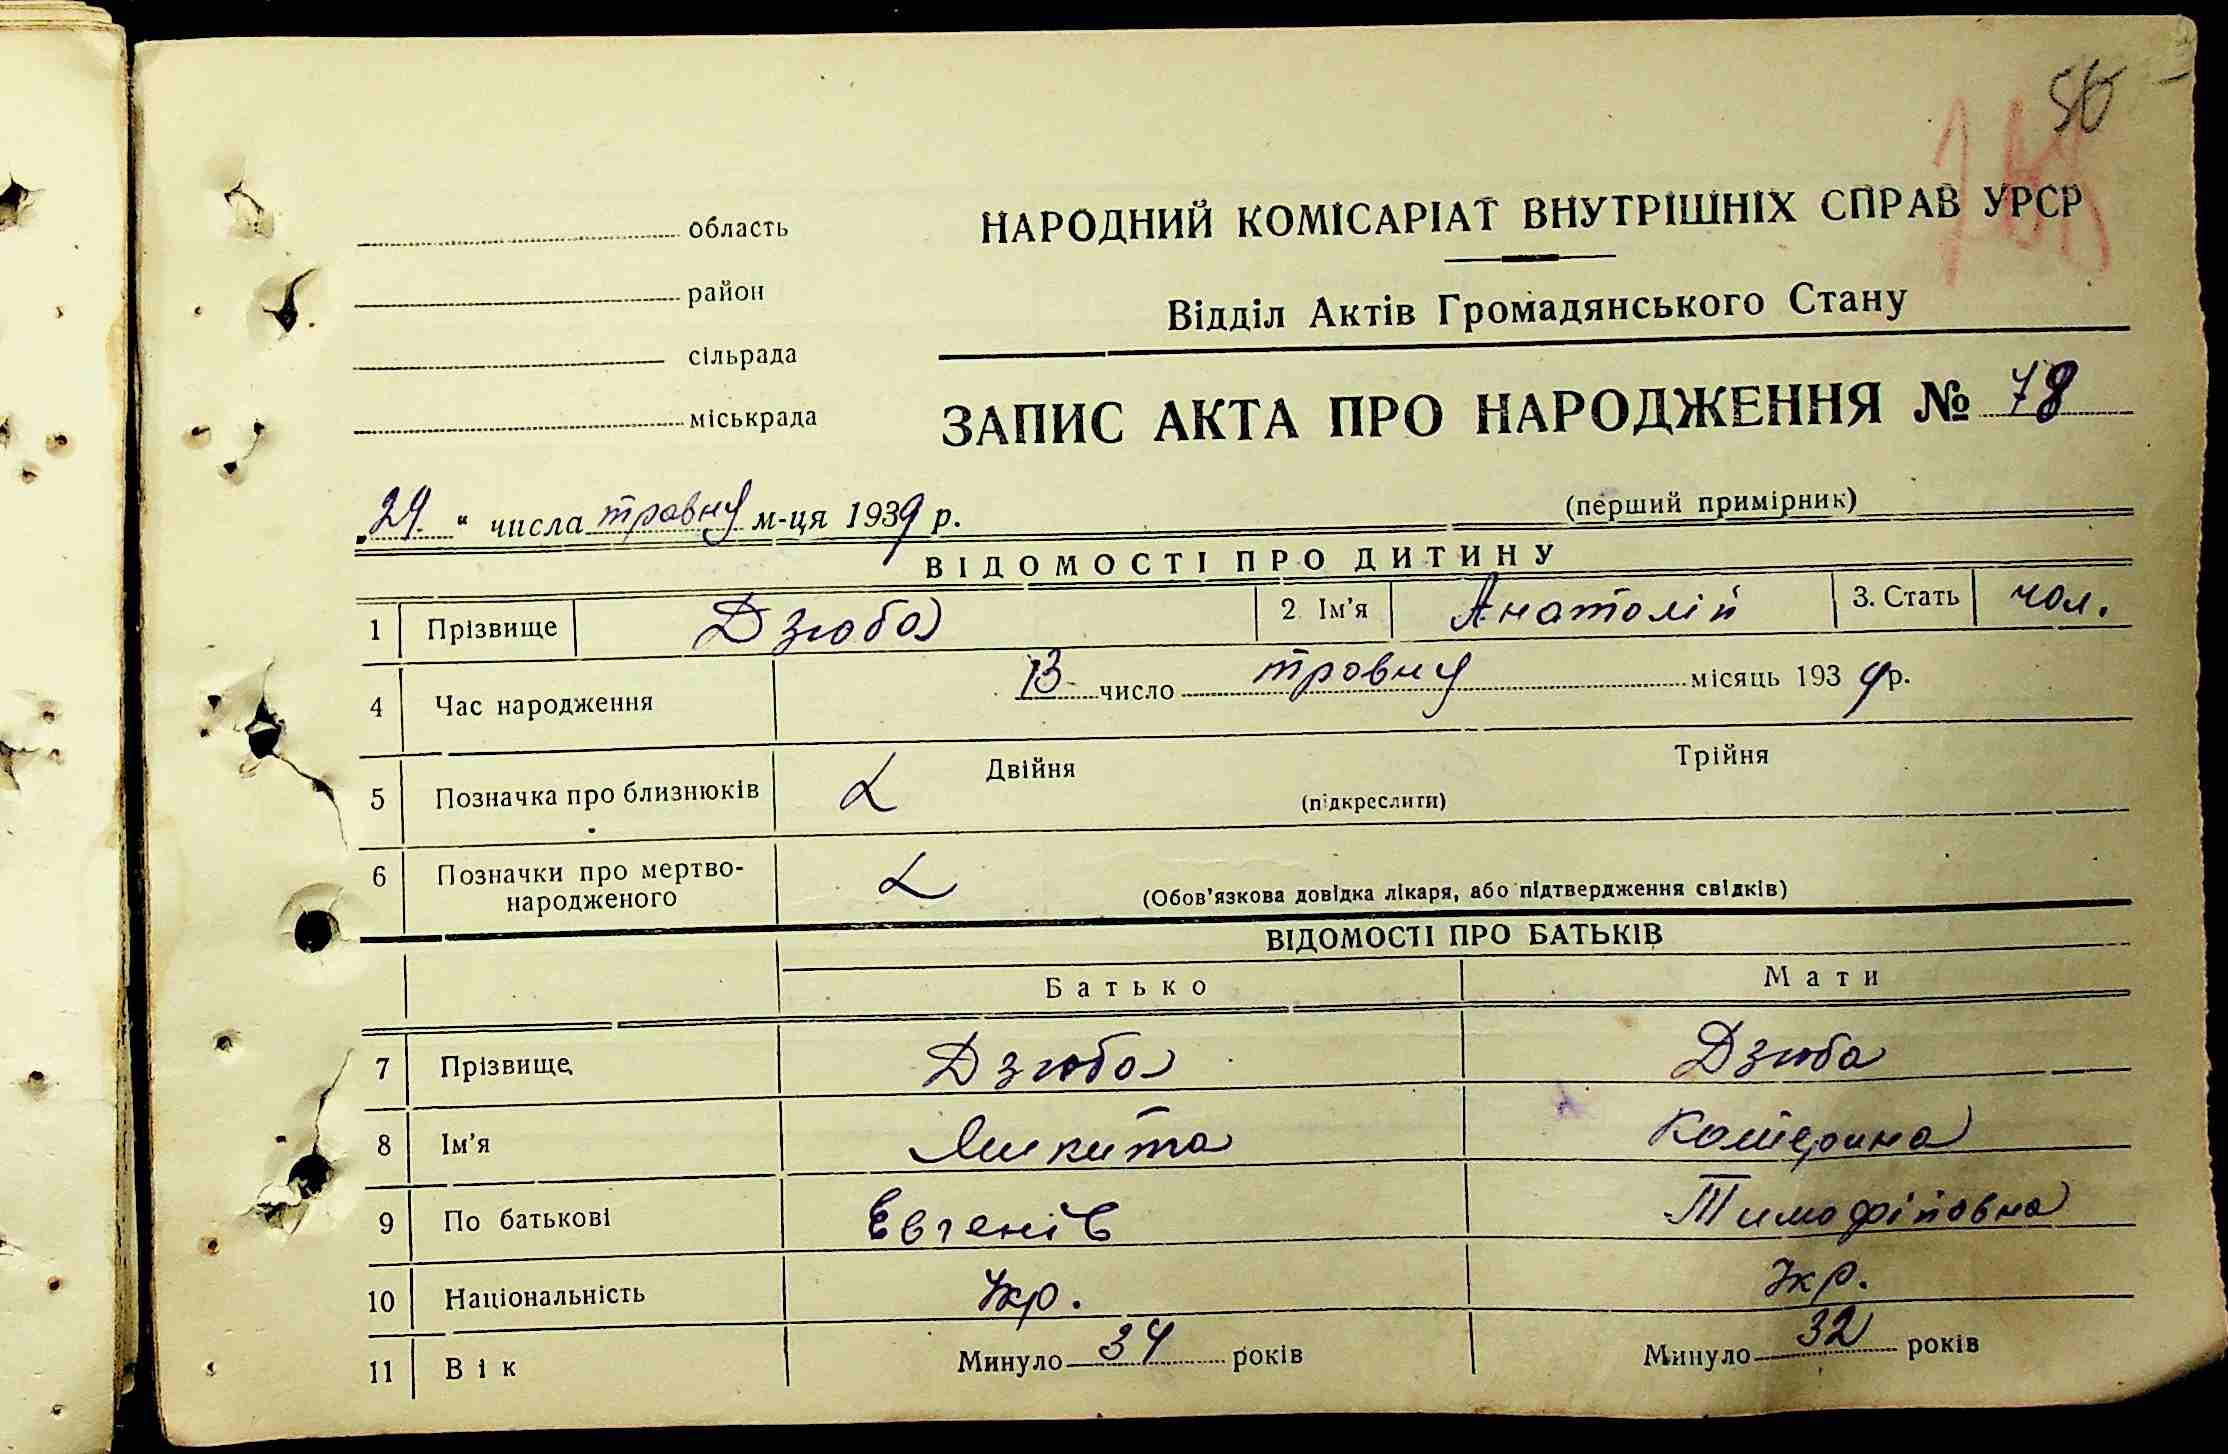 56
область
район
сільрада
міськрада
НАРОДНИЙ КОМІСАРІАТ ВНУТРІШНІХ СПРАВ УРСР
Відділ Актів Громадянського Стану
ЗАПИС АКТА ПРО НАРОДЖЕННЯ № 78
(перший примірник)
„29“ числа травня м-ця 1939 р.
ВІДОМОСТІ ПРО ДИТИНУ
1 Прізвище Дзюба 2 Ім'я Анатолій 3. Стать чол.
4 Час народження 13 число травня місяць 1939 р.
5 Позначка про близнюків Двійня Трійня
(підкреслити)
6 Позначки про мертво-
народженого
(Обов'язкова довідка лікаря, або підтвердження свідків)
ВІДОМОСТІ ПРО БАТЬКІВ
Батько Мати
7 Прізвище Дзюба Дзюба
8 Ім'я Микита Катерина
9 По батькові Евгенів Тимофіповна
10 Національність Укр. Укр.
11 Вік Минуло 34 років Минуло 32 років